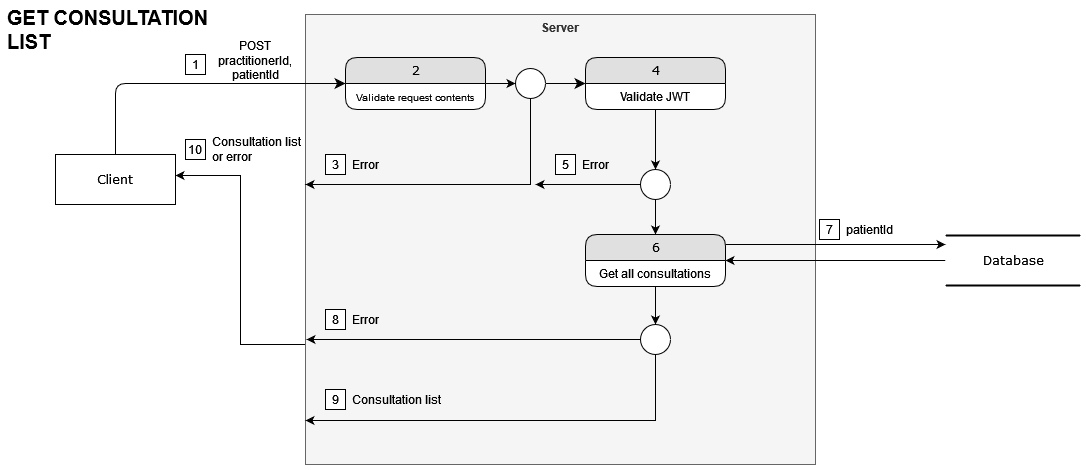 GET CONSULTATION
LIST
Server
POST
practitionerId,
patientId
1
2
Validate request contents
4
Validate JWT
10
Consultation list
or error
3 Error
5 Error
Client
6
Get all consultations
7 patientId
Database
8 Error
9 Consultation list